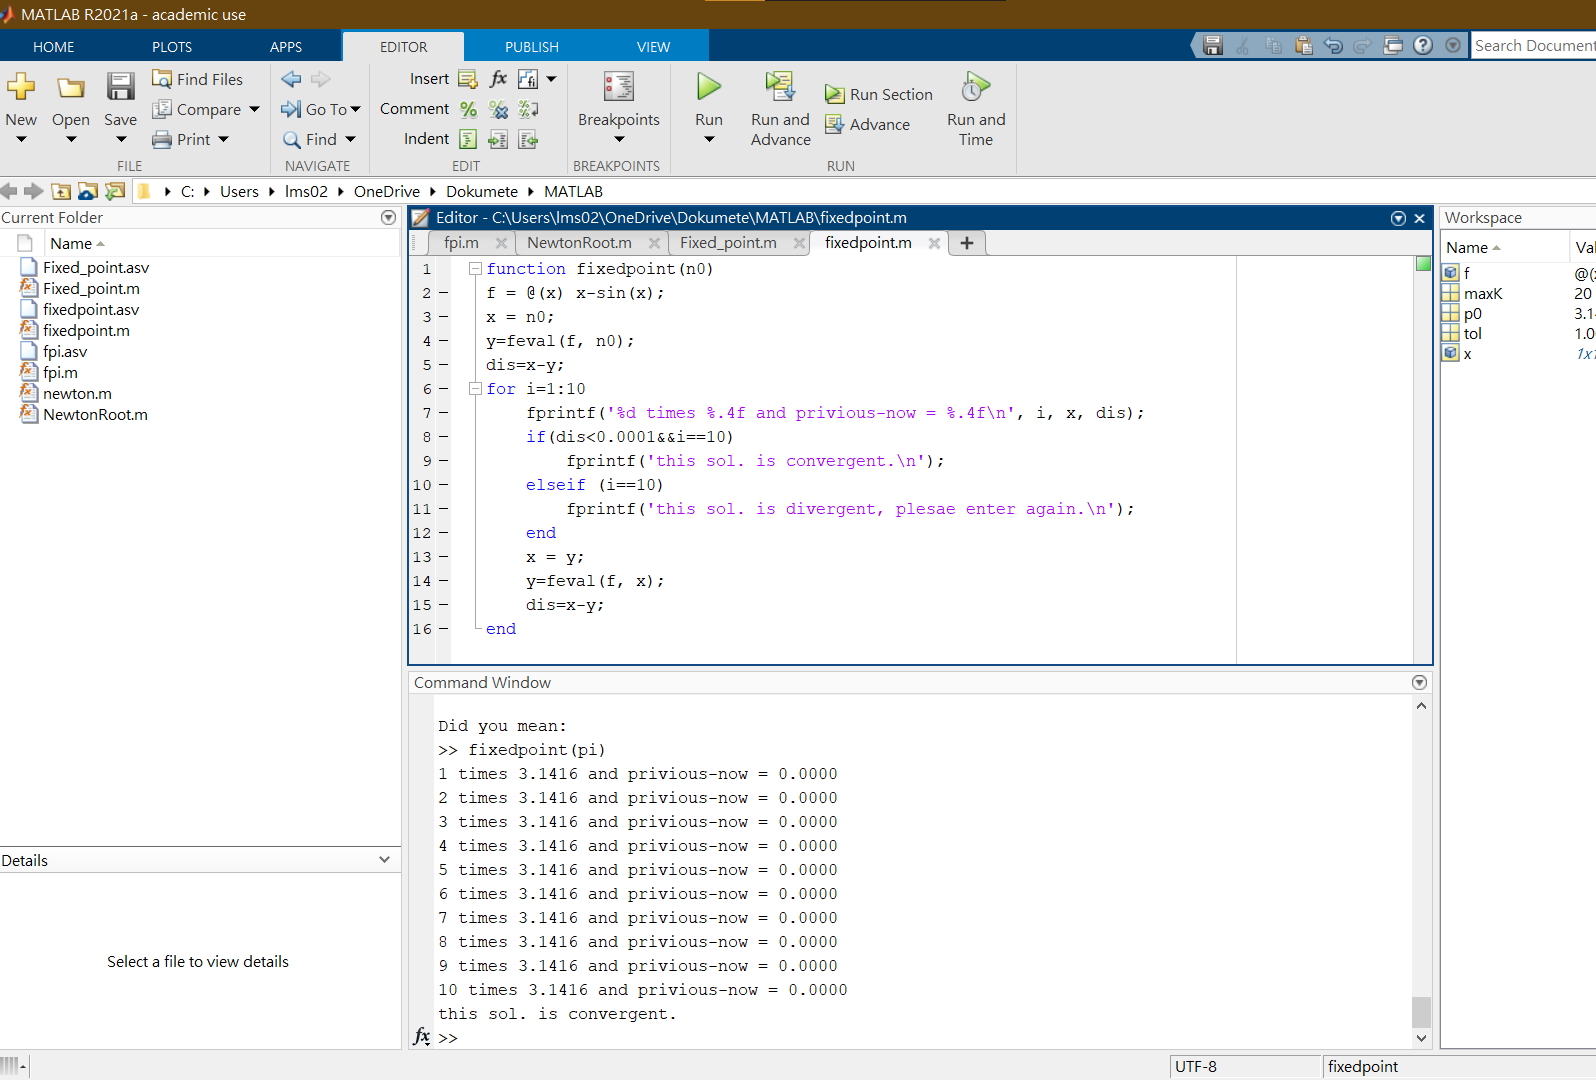 MATLAB R2021a - academic use
HOME PLOTS APPS EDITOR PUBLISH VIEW
Search Document
New
Open
Save
Find Files
Compare
Print
FILE
Go To
Find
NAVIGATE
Insert
Comment
Indent
EDIT
Breakpoints
BREAKPOINTS
Run
Run and Advance
Run Section
Advance
Run and Time
RUN
C: Users lms02 OneDrive Dokumete MATLAB
Current Folder
Name
Fixed_point.asv
Fixed_point.m
fixedpoint.asv
fixedpoint.m
fpi.asv
fpi.m
newton.m
NewtonRoot.m
Details
Select a file to view details
Editor - C:\Users\lms02\OneDrive\Dokumete\MATLAB\fixedpoint.m
fpi.m NewtonRoot.m Fixed_point.m fixedpoint.m
1 function fixedpoint(n0)
2 f = @(x) x-sin(x);
3 x = n0;
4 y=feval(f, n0);
5 dis=x-y;
6 for i=1:10
7 fprintf('%d times %.4f and privious-now = %.4f\n', i, x, dis);
8 if(dis<0.0001&&i==10)
9 fprintf('this sol. is convergent.\n');
10 elseif (i==10)
11 fprintf('this sol. is divergent, plesae enter again.\n');
12 end
13 x = y;
14 y=feval(f, x);
15 dis=x-y;
16 end
Command Window
Did you mean:
>> fixedpoint(pi)
1 times 3.1416 and privious-now = 0.0000
2 times 3.1416 and privious-now = 0.0000
3 times 3.1416 and privious-now = 0.0000
4 times 3.1416 and privious-now = 0.0000
5 times 3.1416 and privious-now = 0.0000
6 times 3.1416 and privious-now = 0.0000
7 times 3.1416 and privious-now = 0.0000
8 times 3.1416 and privious-now = 0.0000
9 times 3.1416 and privious-now = 0.0000
10 times 3.1416 and privious-now = 0.0000
this sol. is convergent.
fx >>
Workspace
Name Val
f @(
maxK 20
p0 3.1
tol 1.0
x 1x
UTF-8 fixedpoint